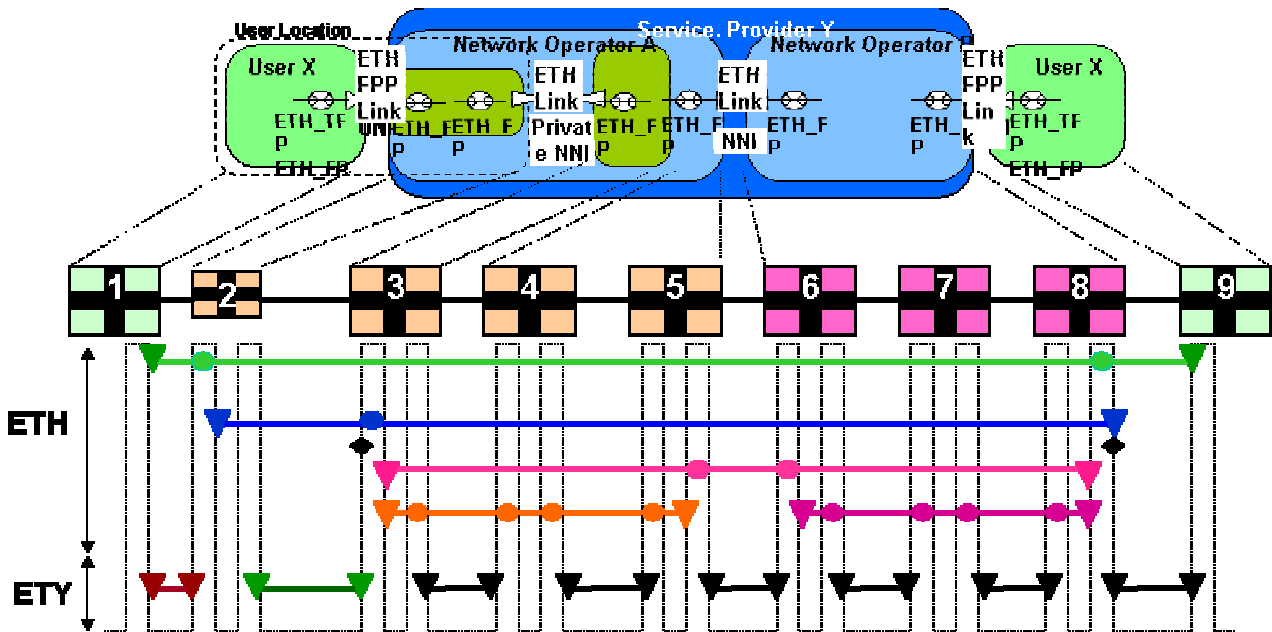 Service. Provider Y
User Location
Network Operator A
Network Operator
User X
ETH
FPP
Link
UNI
ETH
Link
Privat
e NNI
ETH
Link
NNI
ETH
FPP
Lin
k
User X
ETH_TF
P
ETH_FP
ETH_F
P
ETH_F
P
ETH_F
P
ETH_F
P
ETH_F
P
ETH_
P
ETH_TF
P
ETH_FP
1
2
3
4
5
6
7
8
9
ETH
ETY